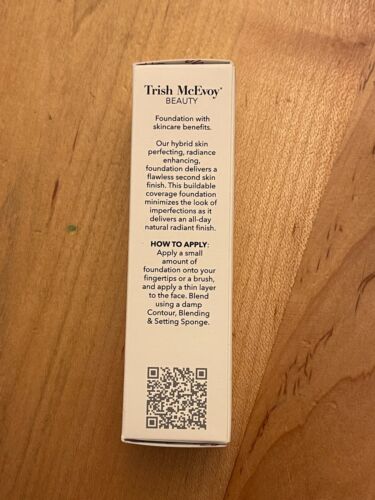 Trish McEvoy®
BEAUTY
Foundation with
skincare benefits.
Our hybrid skin
perfecting, radiance
enhancing,
foundation delivers a
flawless second skin
finish. This buildable
coverage foundation
minimizes the look of
imperfections as it
delivers an all-day
natural radiant finish.
HOW TO APPLY:
Apply a small
amount of
foundation onto your
fingertips or a brush,
and apply a thin layer
to the face. Blend
using a damp
Contour, Blending
& Setting Sponge.